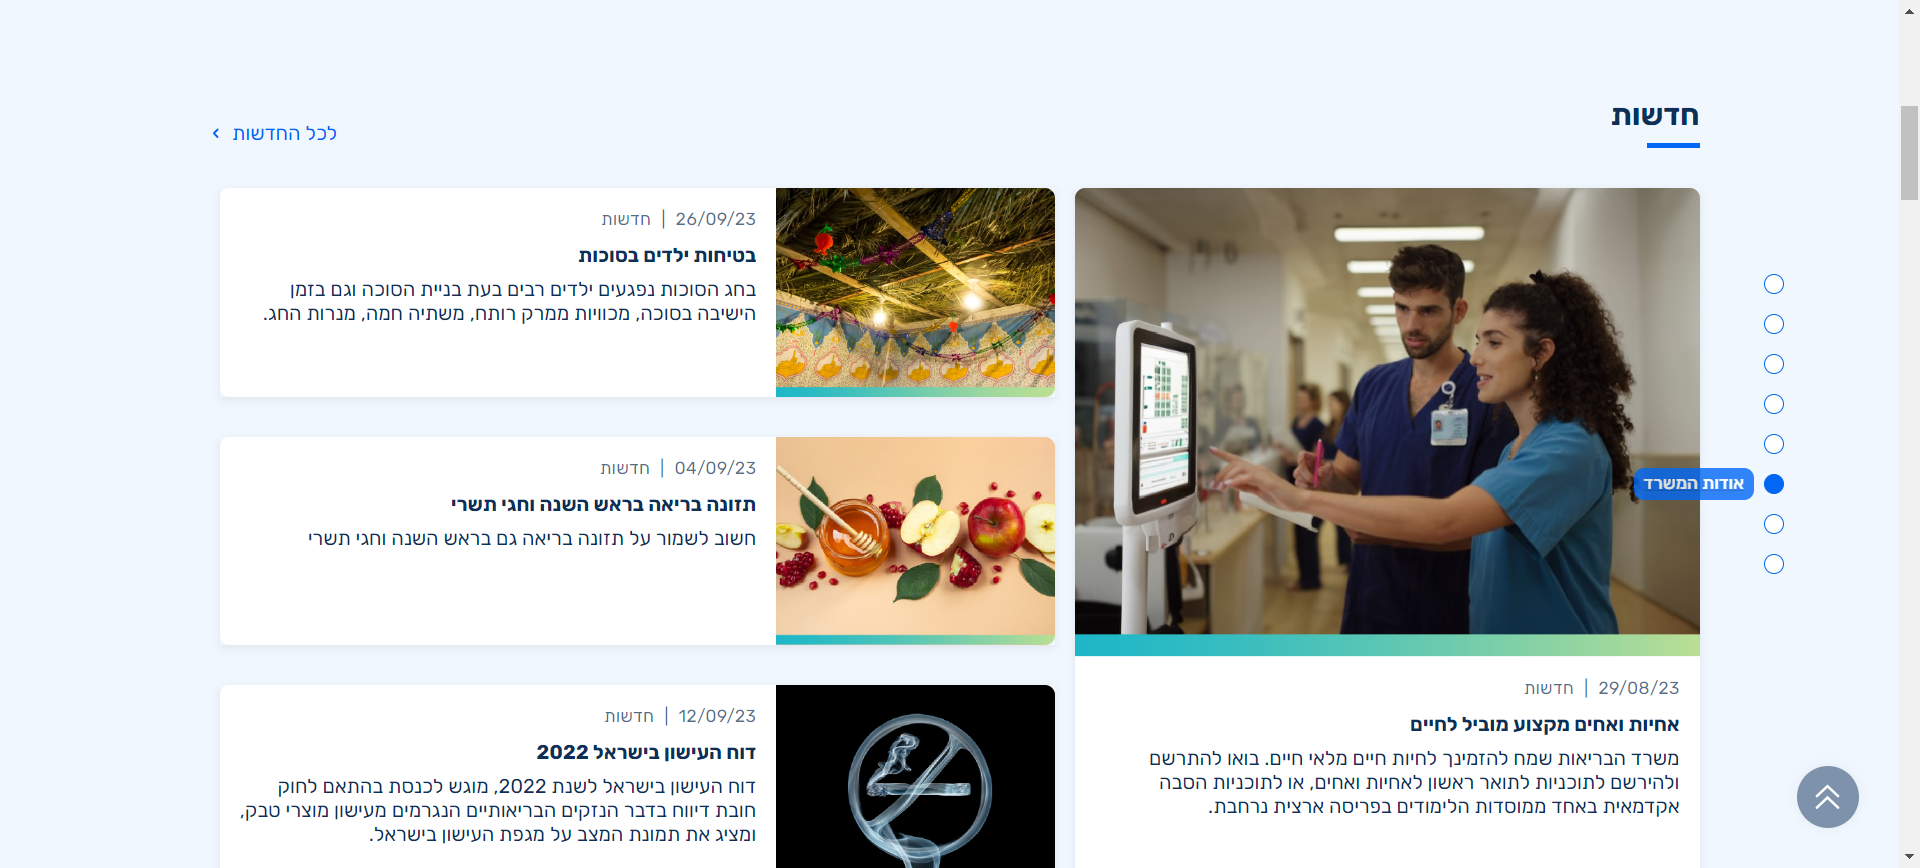 חדשות
לכל החדשות
29/08/23 | חדשות
אחיות ואחים מקצוע מוביל לחיים
משרד הבריאות שמח להזמינך לחיות חיים מלאי חיים. בואו להתרשם
ולהירשם לתוכניות לתואר ראשון לאחיות ואחים, או לתוכניות הסבה
אקדמאית באחד ממוסדות הלימודים בפריסה ארצית נרחבת.
26/09/23 | חדשות
בטיחות ילדים בסוכות
בחג הסוכות נפגעים ילדים רבים בעת בניית הסוכה וגם בזמן
הישיבה בסוכה, מכוויות ממרק רותח, משתיה חמה, מנרות החג.
04/09/23 | חדשות
תזונה בריאה בראש השנה וחגי תשרי
חשוב לשמור על תזונה בריאה גם בראש השנה וחגי תשרי
12/09/23 | חדשות
דוח העישון בישראל 2022
דוח העישון בישראל לשנת 2022, מוגש לכנסת בהתאם לחוק
חובת דיווח בדבר הנזקים הבריאותיים הנגרמים מעישון מוצרי טבק,
ומציג את תמונת המצב על מגפת העישון בישראל.
אודות המשרד